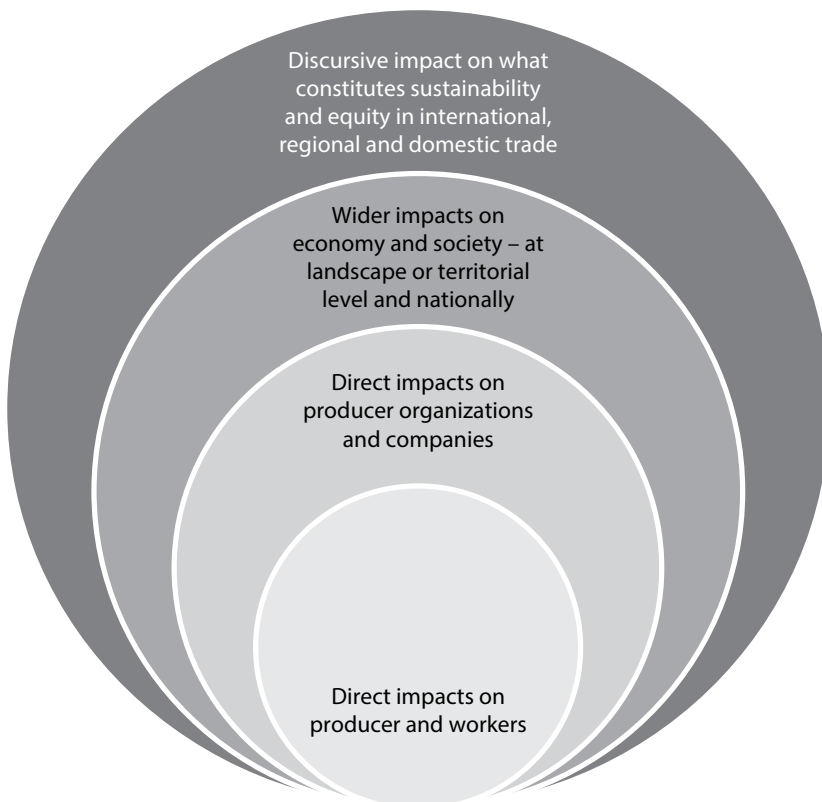 Discursive impact on what
constitutes sustainability
and equity in international,
regional and domestic trade
Wider impacts on
economy and society – at
landscape or territorial
level and nationally
Direct impacts on
producer organizations
and companies
Direct impacts on
producer and workers